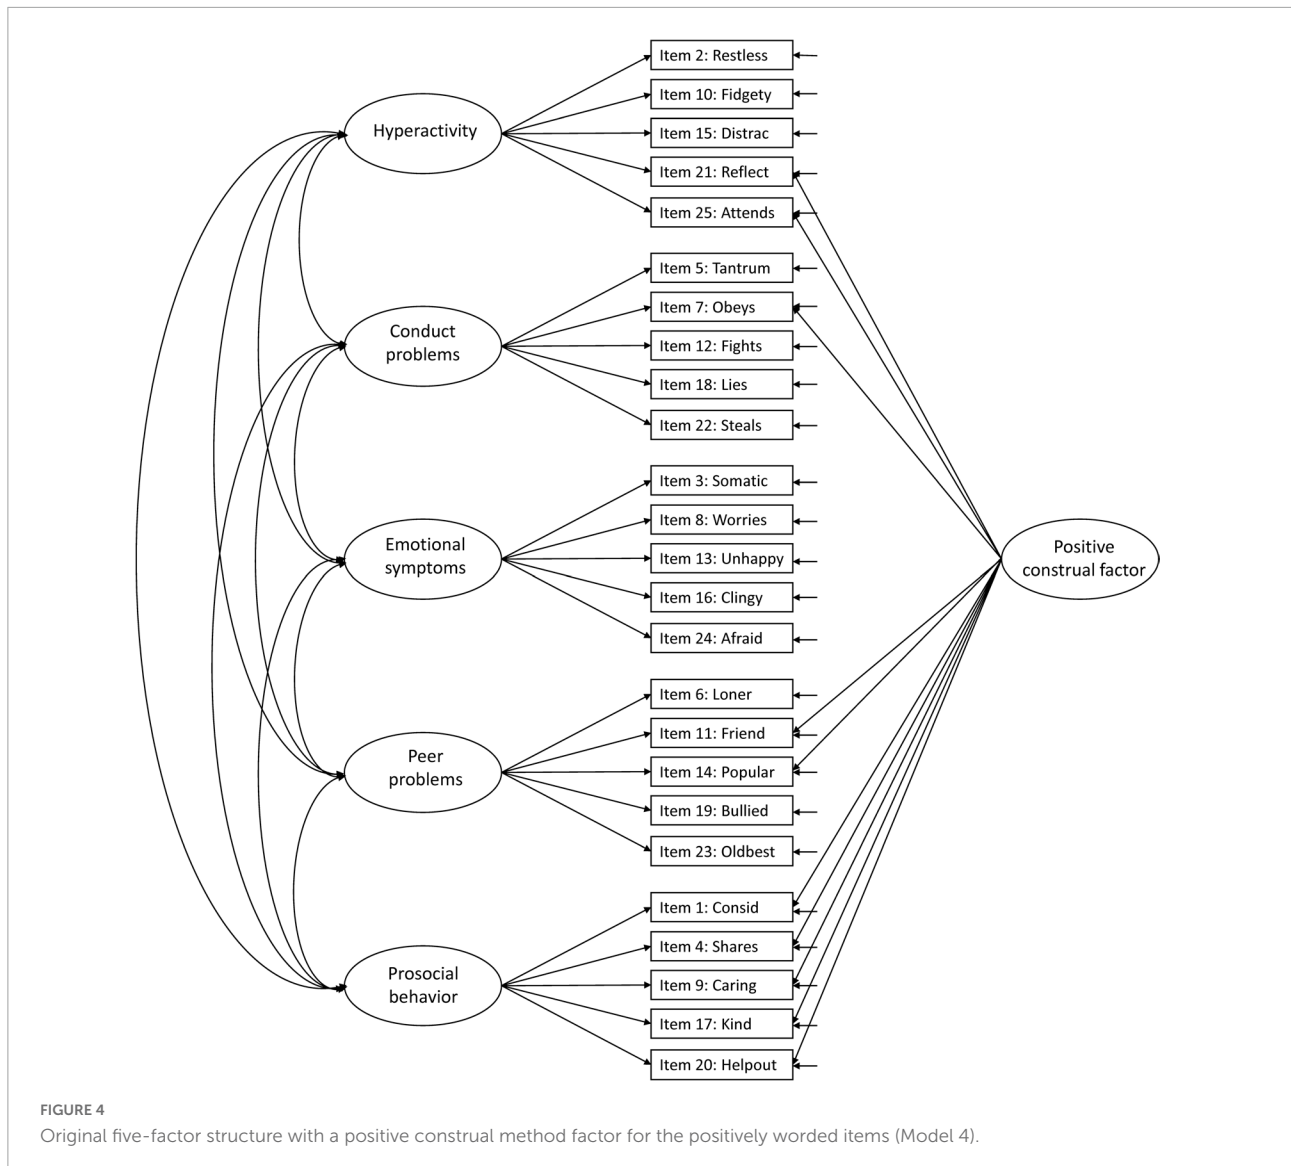 Hyperactivity
Item 2: Restless
Item 10: Fidgety
Item 15: Distrac
Item 21: Reflect
Item 25: Attends
Conduct
problems
Item 5: Tantrum
Item 7: Obeys
Item 12: Fights
Item 18: Lies
Item 22: Steals
Emotional
symptoms
Item 3: Somatic
Item 8: Worries
Item 13: Unhappy
Item 16: Clingy
Item 24: Afraid
Positive
construal factor
Peer
problems
Item 6: Loner
Item 11: Friend
Item 14: Popular
Item 19: Bullied
Item 23: Oldbest
Prosocial
behavior
Item 1: Consid
Item 4: Shares
Item 9: Caring
Item 17: Kind
Item 20: Helpout
FIGURE 4
Original five-factor structure with a positive construal method factor for the positively worded items (Model 4).